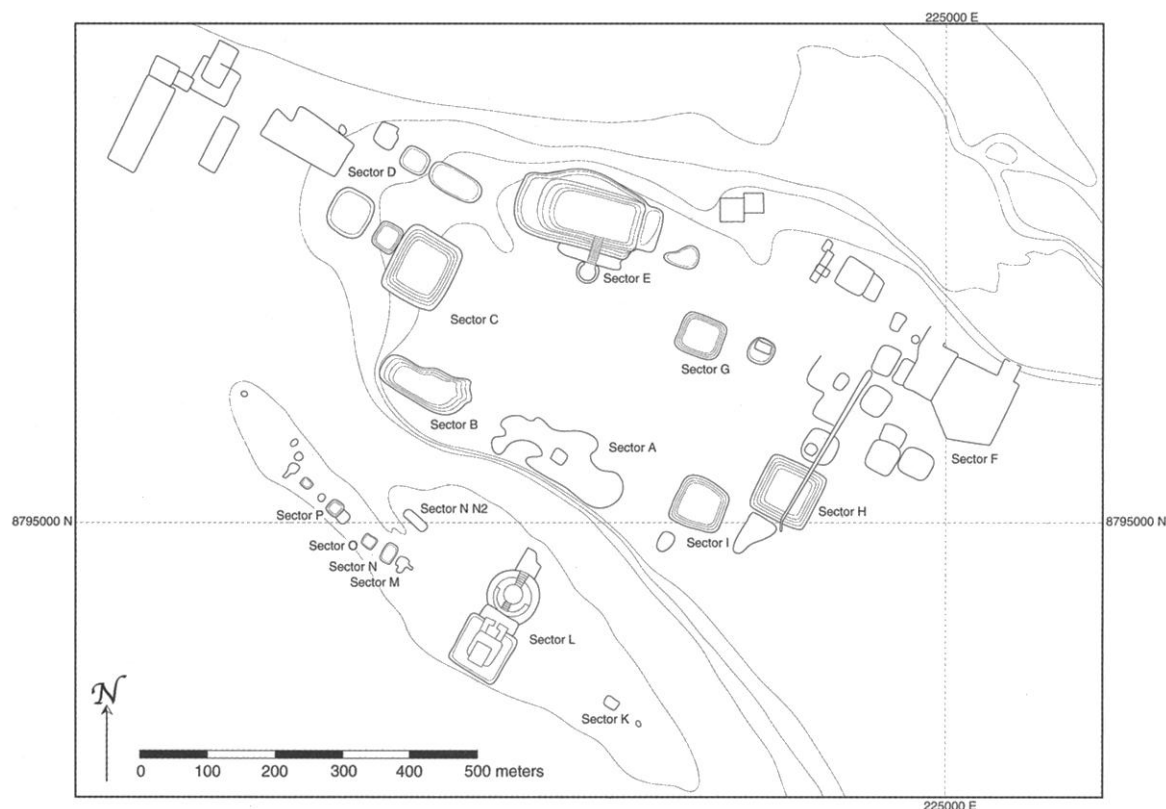 225000 E
Sector D
Sector E
Sector C
Sector G
Sector B
Sector A
Sector F
Sector N N2
Sector H
8795000 N
8795000 N
Sector P
Sector I
Sector O
Sector N
Sector M
Sector L
N
Sector K
0 100 200 300 400 500 meters
225000 E